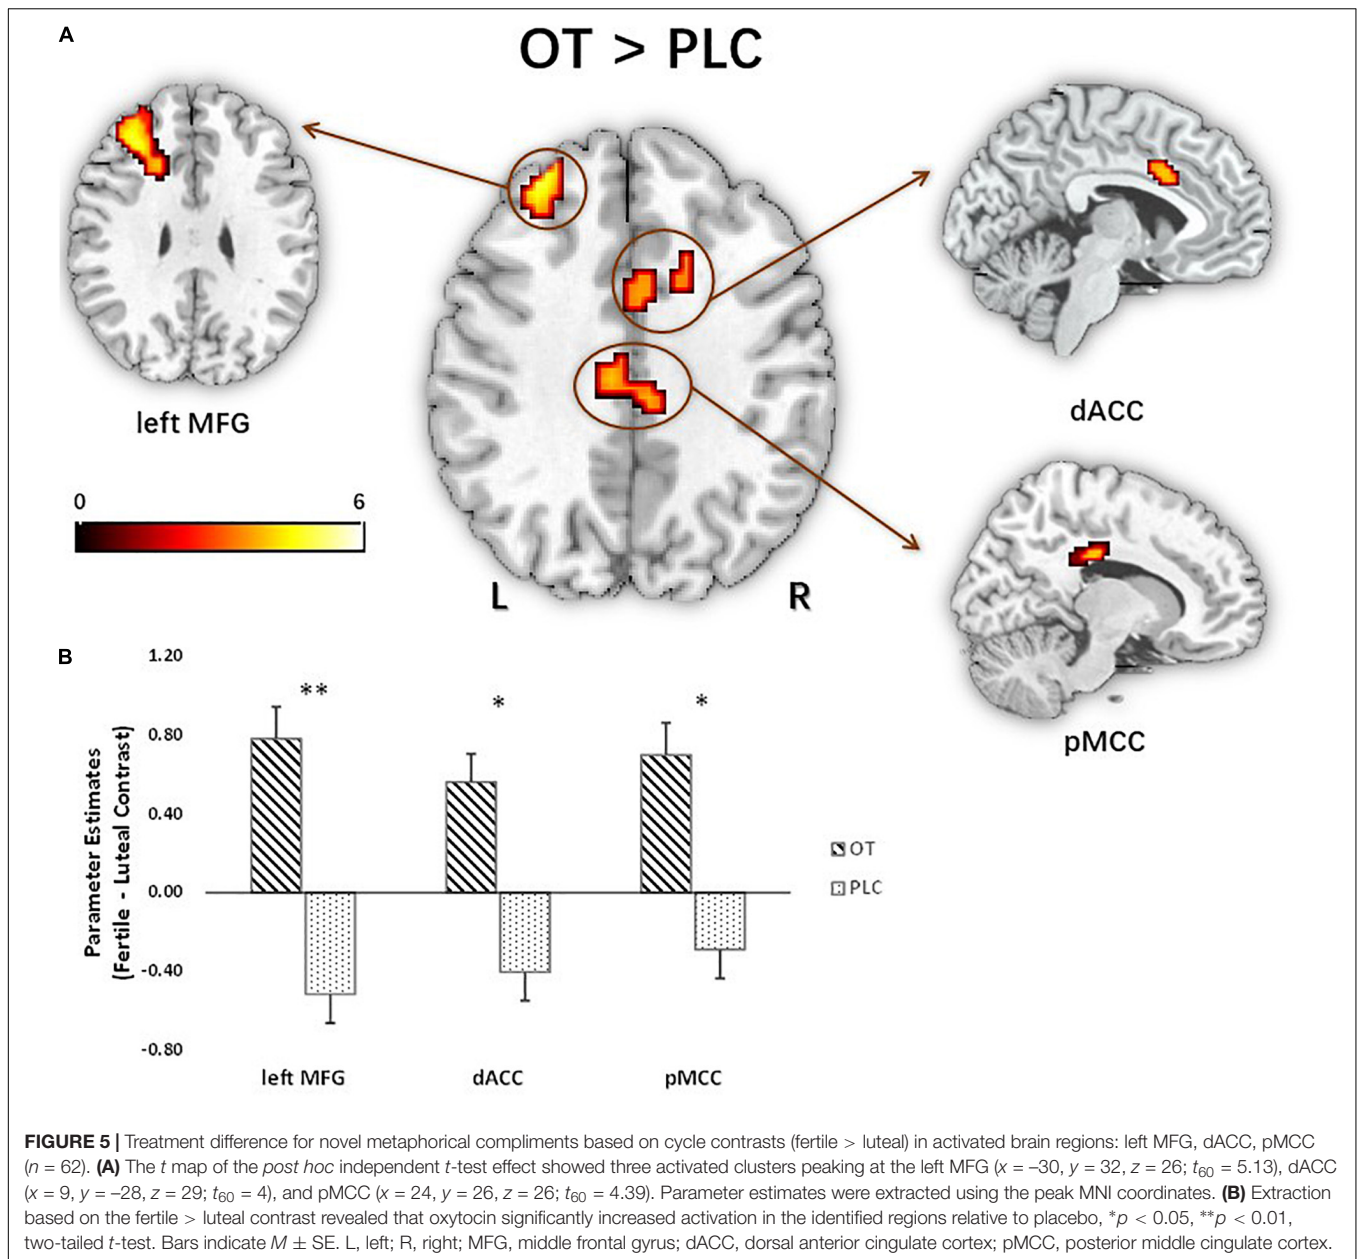 A
OT > PLC
left MFG
dACC
0 6
L R
pMCC
B
1.20
0.80
0.40
0.00
-0.40
-0.80
Parameter Estimates
(Fertile - Luteal Contrast)
**
*
*
OT
PLC
left MFG dACC pMCC
FIGURE 5 | Treatment difference for novel metaphorical compliments based on cycle contrasts (fertile > luteal) in activated brain regions: left MFG, dACC, pMCC
(n = 62). (A) The t map of the post hoc independent t-test effect showed three activated clusters peaking at the left MFG (x = –30, y = 32, z = 26; t60 = 5.13), dACC
(x = 9, y = –28, z = 29; t60 = 4), and pMCC (x = 24, y = 26, z = 26; t60 = 4.39). Parameter estimates were extracted using the peak MNI coordinates. (B) Extraction
based on the fertile > luteal contrast revealed that oxytocin significantly increased activation in the identified regions relative to placebo, *p < 0.05, **p < 0.01,
two-tailed t-test. Bars indicate M ± SE. L, left; R, right; MFG, middle frontal gyrus; dACC, dorsal anterior cingulate cortex; pMCC, posterior middle cingulate cortex.